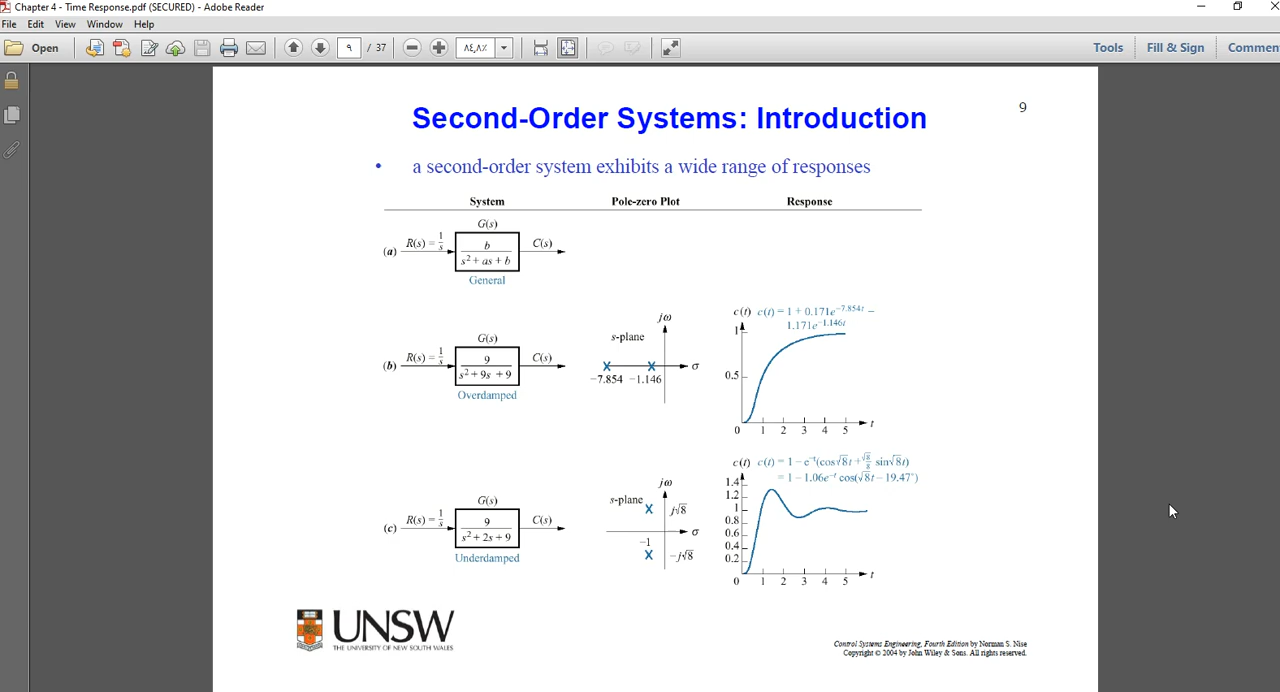 Chapter 4 - Time Response.pdf (SECURED) - Adobe Reader
File Edit View Window Help
Open ٩ / 37 ٨٤,٨٪ Tools Fill & Sign Commen
9
Second-Order Systems: Introduction
• a second-order system exhibits a wide range of responses
System Pole-zero Plot Response
G(s)
(a) R(s) = 1/s b/(s² + as + b) C(s)
General
G(s)
(b) R(s) = 1/s 9/(s² + 9s + 9) C(s)
Overdamped
jω
s-plane
σ
−7.854 −1.146
c(t) c(t) = 1 + 0.171e^−7.854t −
1.171e^−1.146t
1
0.5
0 1 2 3 4 5 t
G(s)
(c) R(s) = 1/s 9/(s² + 2s + 9) C(s)
Underdamped
jω
s-plane
j√8
σ
−1
−j√8
c(t) c(t) = 1 − e^−t(cos√8t + √8/8 sin√8t)
= 1 − 1.06e^−t cos(√8t − 19.47°)
1.4
1.2
1
0.8
0.6
0.4
0.2
0 1 2 3 4 5 t
UNSW
THE UNIVERSITY OF NEW SOUTH WALES
Control Systems Engineering, Fourth Edition by Norman S. Nise
Copyright © 2004 by John Wiley & Sons. All rights reserved.